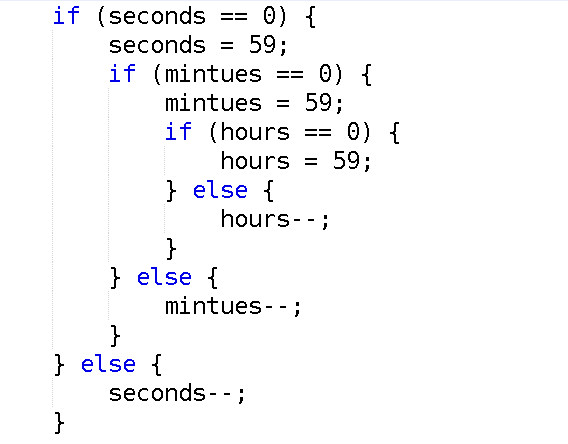 if (seconds == 0) {
    seconds = 59;
    if (mintues == 0) {
        mintues = 59;
        if (hours == 0) {
            hours = 59;
        } else {
            hours--;
        }
    } else {
        mintues--;
    }
} else {
    seconds--;
}